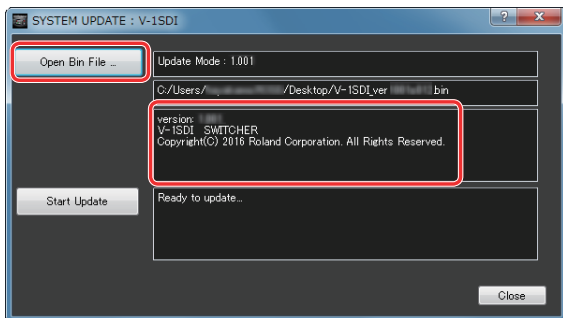 SYSTEM UPDATE : V-1SDI
Open Bin File ...
Update Mode : 1.001
C:/Users/ /Desktop/V-1SDI_ver .bin
version:
V-1SDI SWITCHER
Copyright(C) 2016 Roland Corporation. All Rights Reserved.
Start Update
Ready to update...
Close